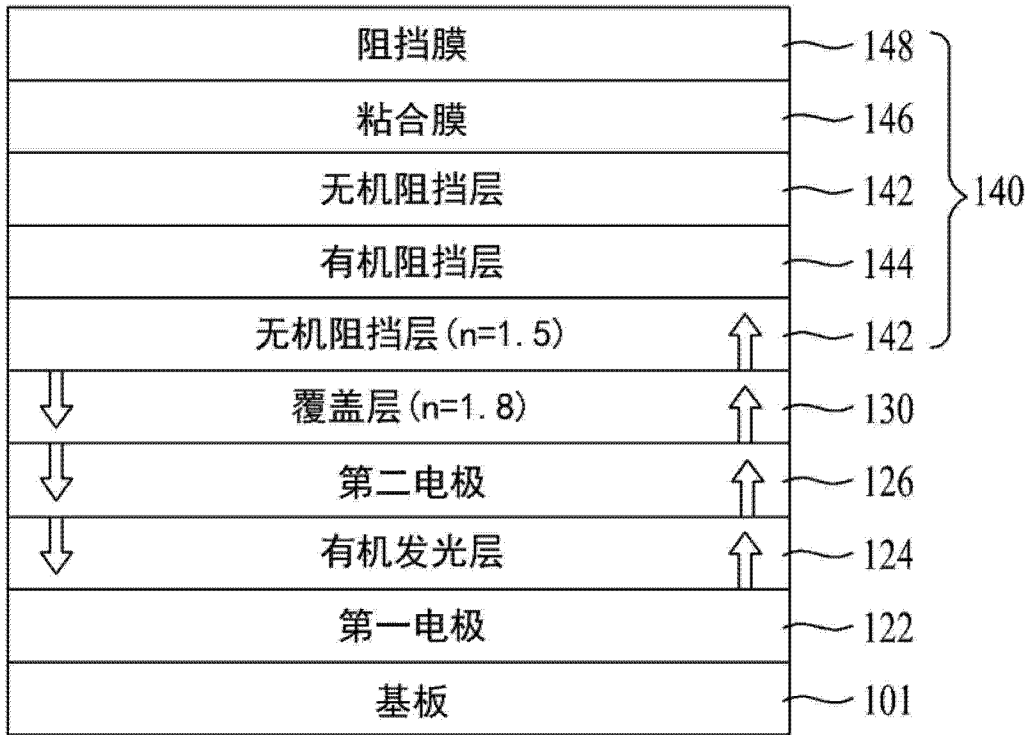 阻挡膜 148
粘合膜 146
无机阻挡层 142
140
有机阻挡层 144
无机阻挡层(n=1.5) 142
覆盖层(n=1.8) 130
第二电极 126
有机发光层 124
第一电极 122
基板 101